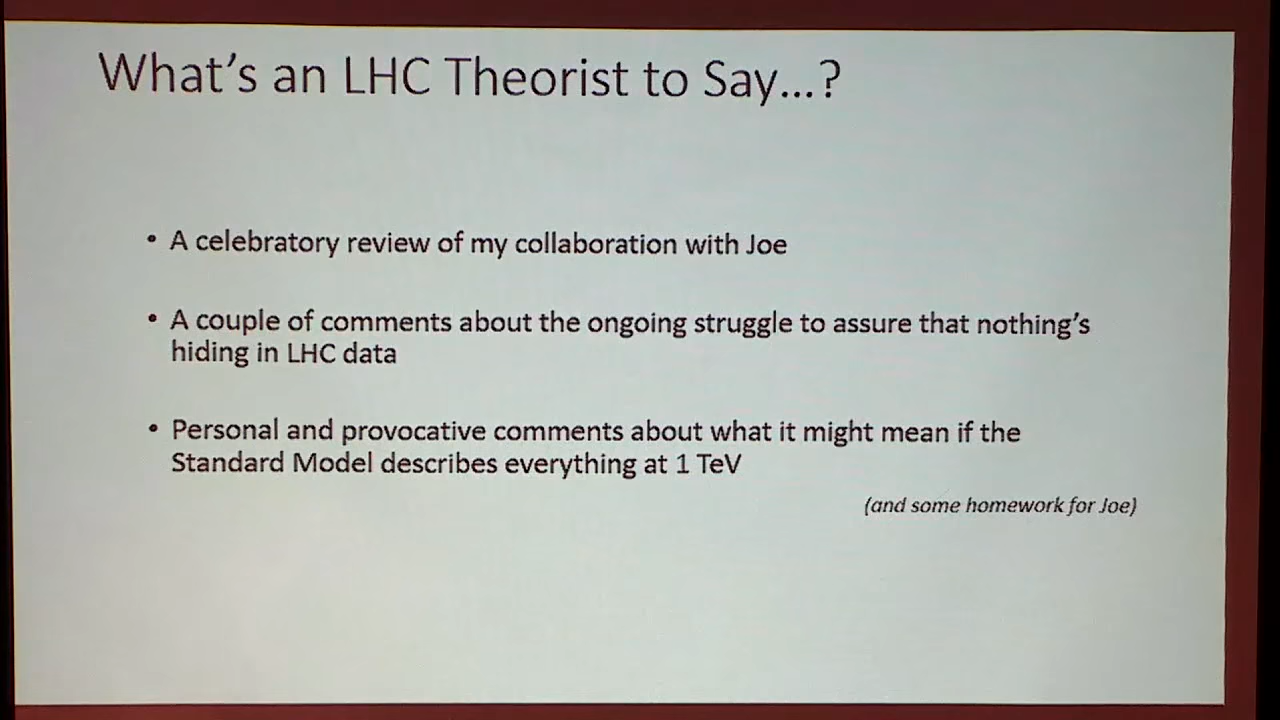 What's an LHC Theorist to Say...?
• A celebratory review of my collaboration with Joe
• A couple of comments about the ongoing struggle to assure that nothing's
hiding in LHC data
• Personal and provocative comments about what it might mean if the
Standard Model describes everything at 1 TeV
(and some homework for Joe)